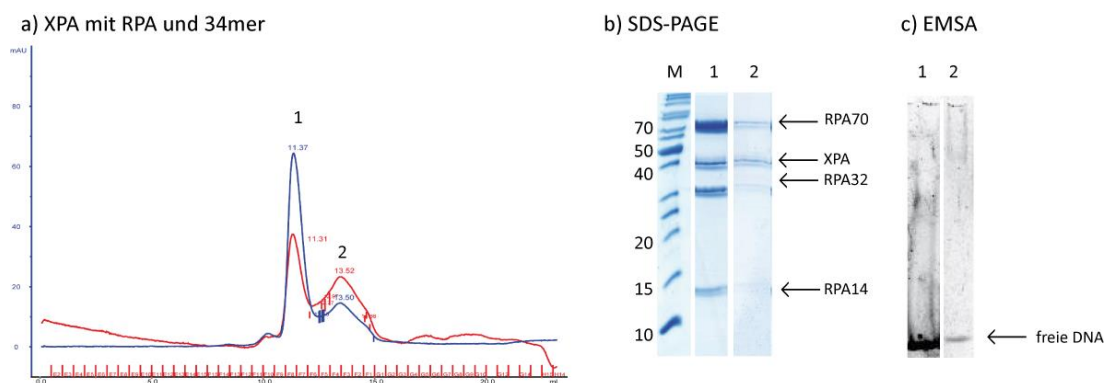 a) XPA mit RPA und 34mer
b) SDS-PAGE
c) EMSA
mAU
80
60
40
20
0
1
11.37
11.31
2
13.52
13.50
0.0
5.0
10.0
15.0
20.0
ml
M 1 2
70
50
40
20
15
10
RPA70
XPA
RPA32
RPA14
1 2
freie DNA